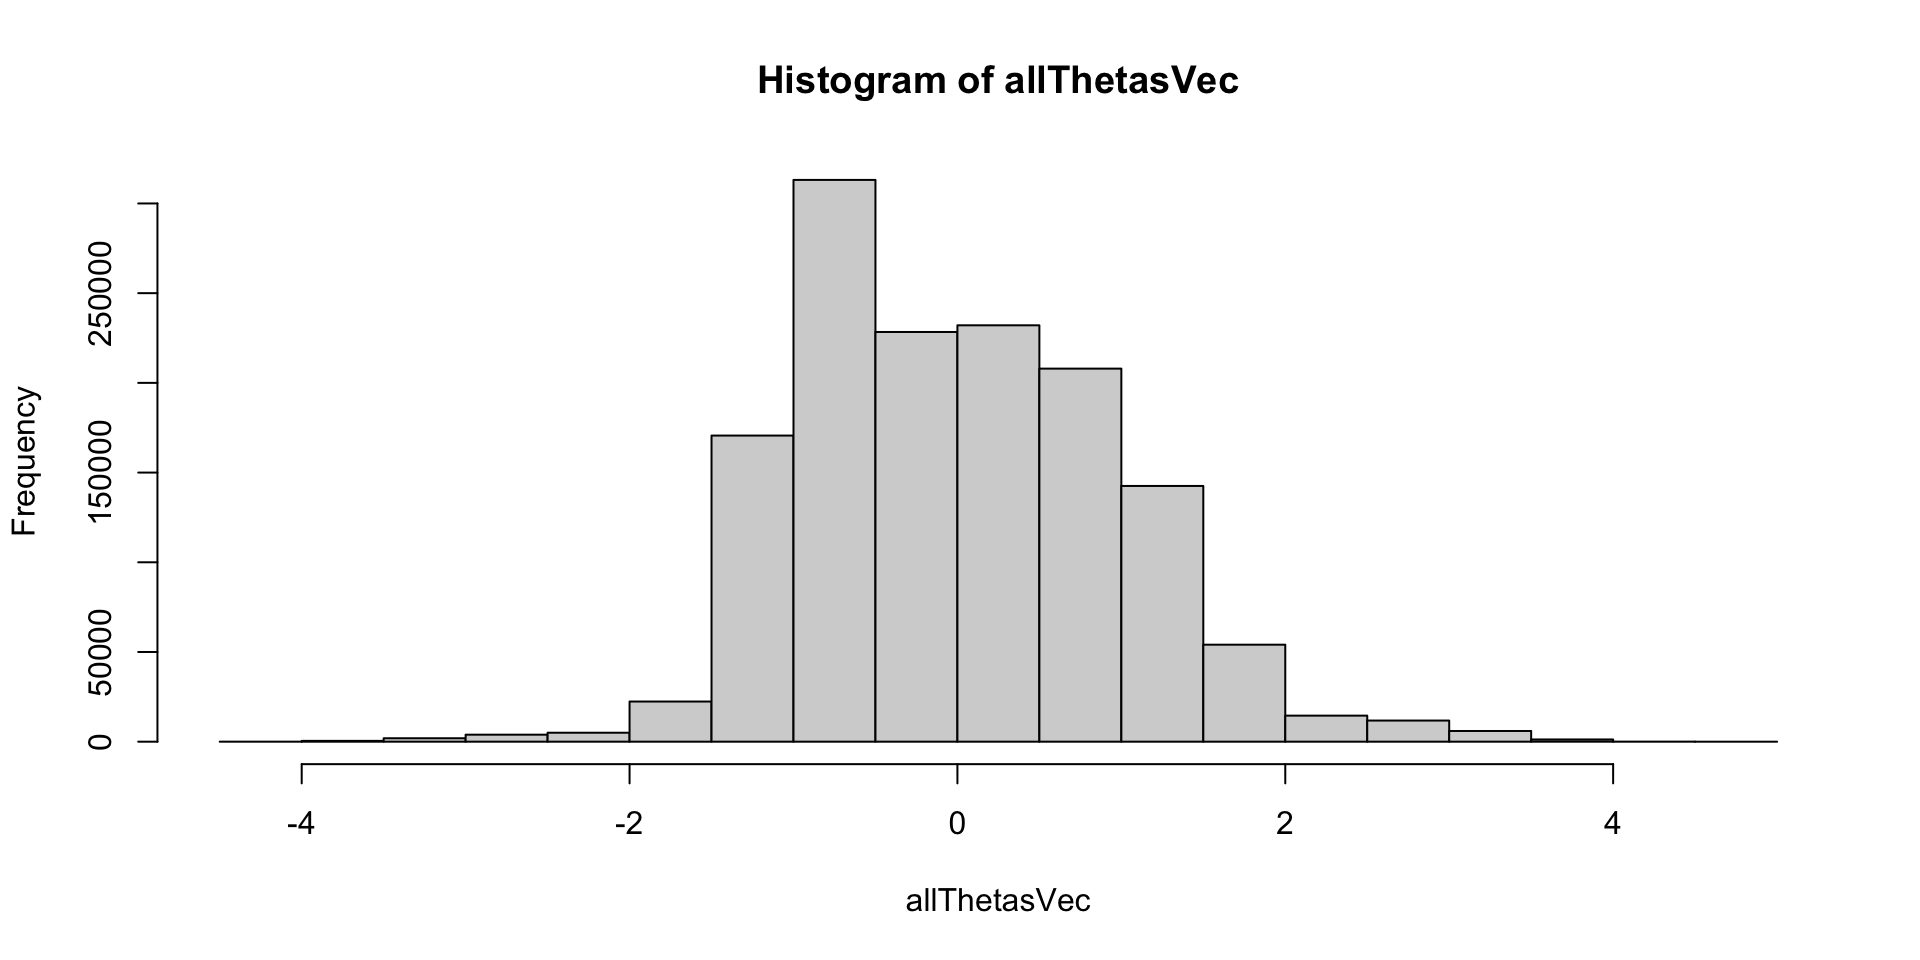 Histogram of allThetasVec
Frequency
250000
150000
50000
0
-4 -2 0 2 4
allThetasVec